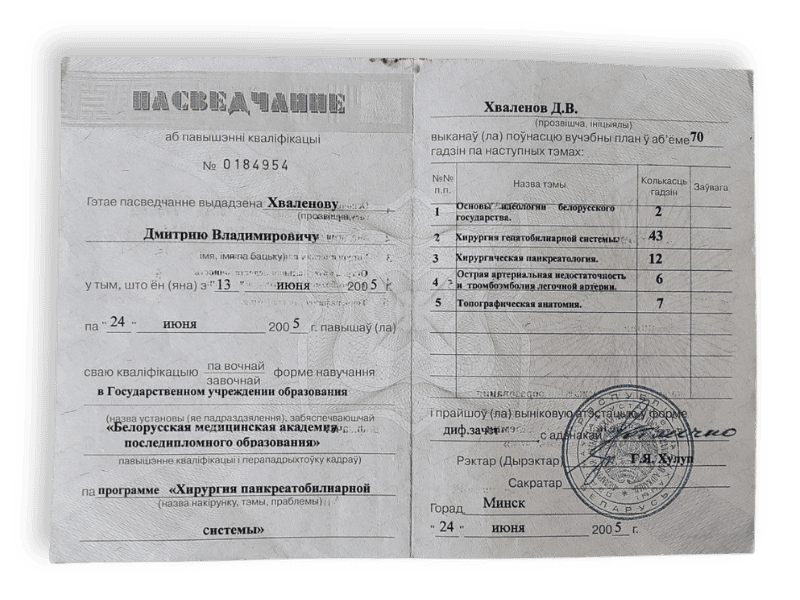 ПАСВЕДЧАННЕ
аб павышэнні кваліфікацыі
№ 0184954
Гэтае пасведчанне выдадзена Хваленову
(прозвішча,
Дмитрию Владимировичу
імя, імя па бацьку)
у тым, што ён (яна) з "13" июня 2005 г.
па "24" июня 2005 г. павышаў (ла)
сваю кваліфікацыю па вочнай формe навучання
завочнай
в Государственном учреждении образования
(назва установы (яе падраздзялення), забяспечваючай
«Белорусская медицинская академия
последипломного образования»
павышэнне кваліфікацыі і перападрыхтоўку кадраў)
па программе «Хирургия панкреатобилиарной
(назва накірунку, тэмы, праблемы)
системы»
Хваленов Д.В.
(прозвішча, ініцыялы)
выканаў (ла) поўнасцю вучэбны план у аб'ёме 70
гадзін па наступных тэмах:
№№ п.п. Назва тэмы Колькасць гадзін Заўвага
1 Основы идеологии белорусского государства. 2
2 Хирургия гепатобилиарной системы. 43
3 Хирургическая панкреатология. 12
4 Острая артериальная недостаточность и тромбоэмболия легочной артерии. 6
5 Топографическая анатомия. 7
і прайшоў (ла) выніковую атэстацыю ў форме
диф.зачет з адзнакай
Рэктар (Дырэктар) Г.Я. Хулуп
Сакратар
Горад Минск
"24" июня 2005 г.